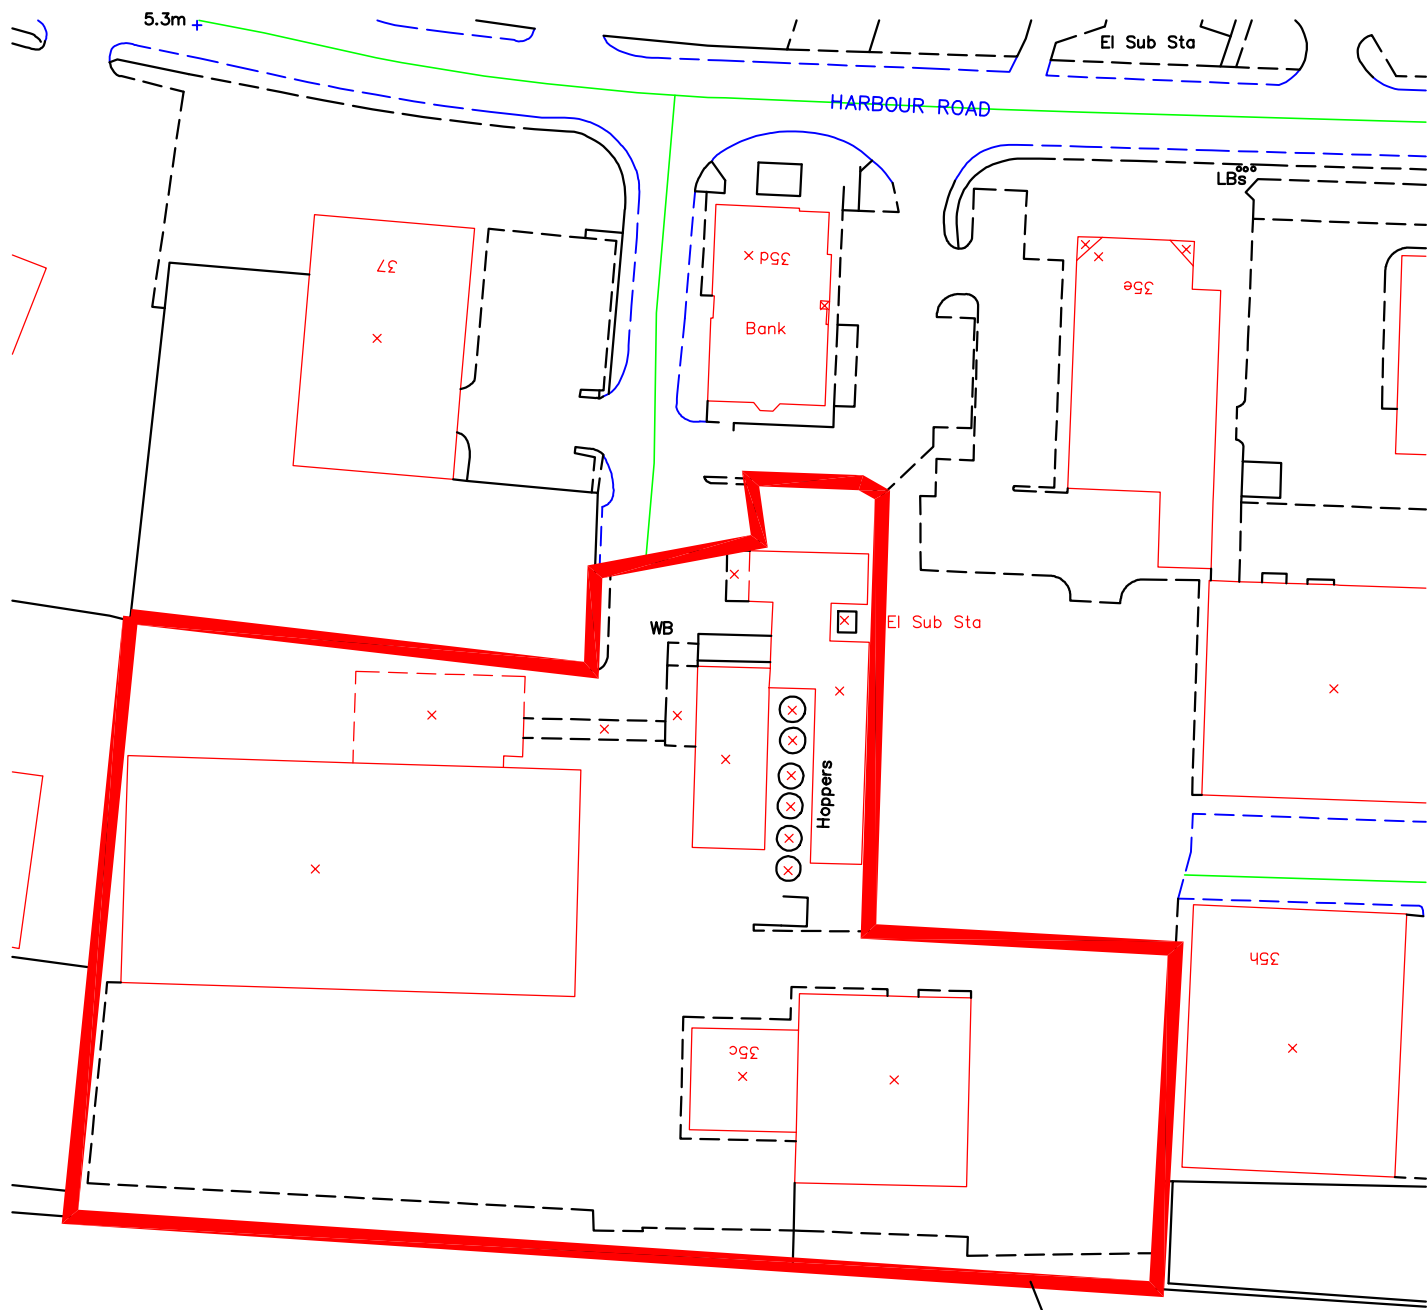 5.3m
El Sub Sta
HARBOUR ROAD
LBs
37
35d
35e
Bank
El Sub Sta
WB
Hoppers
35h
35c